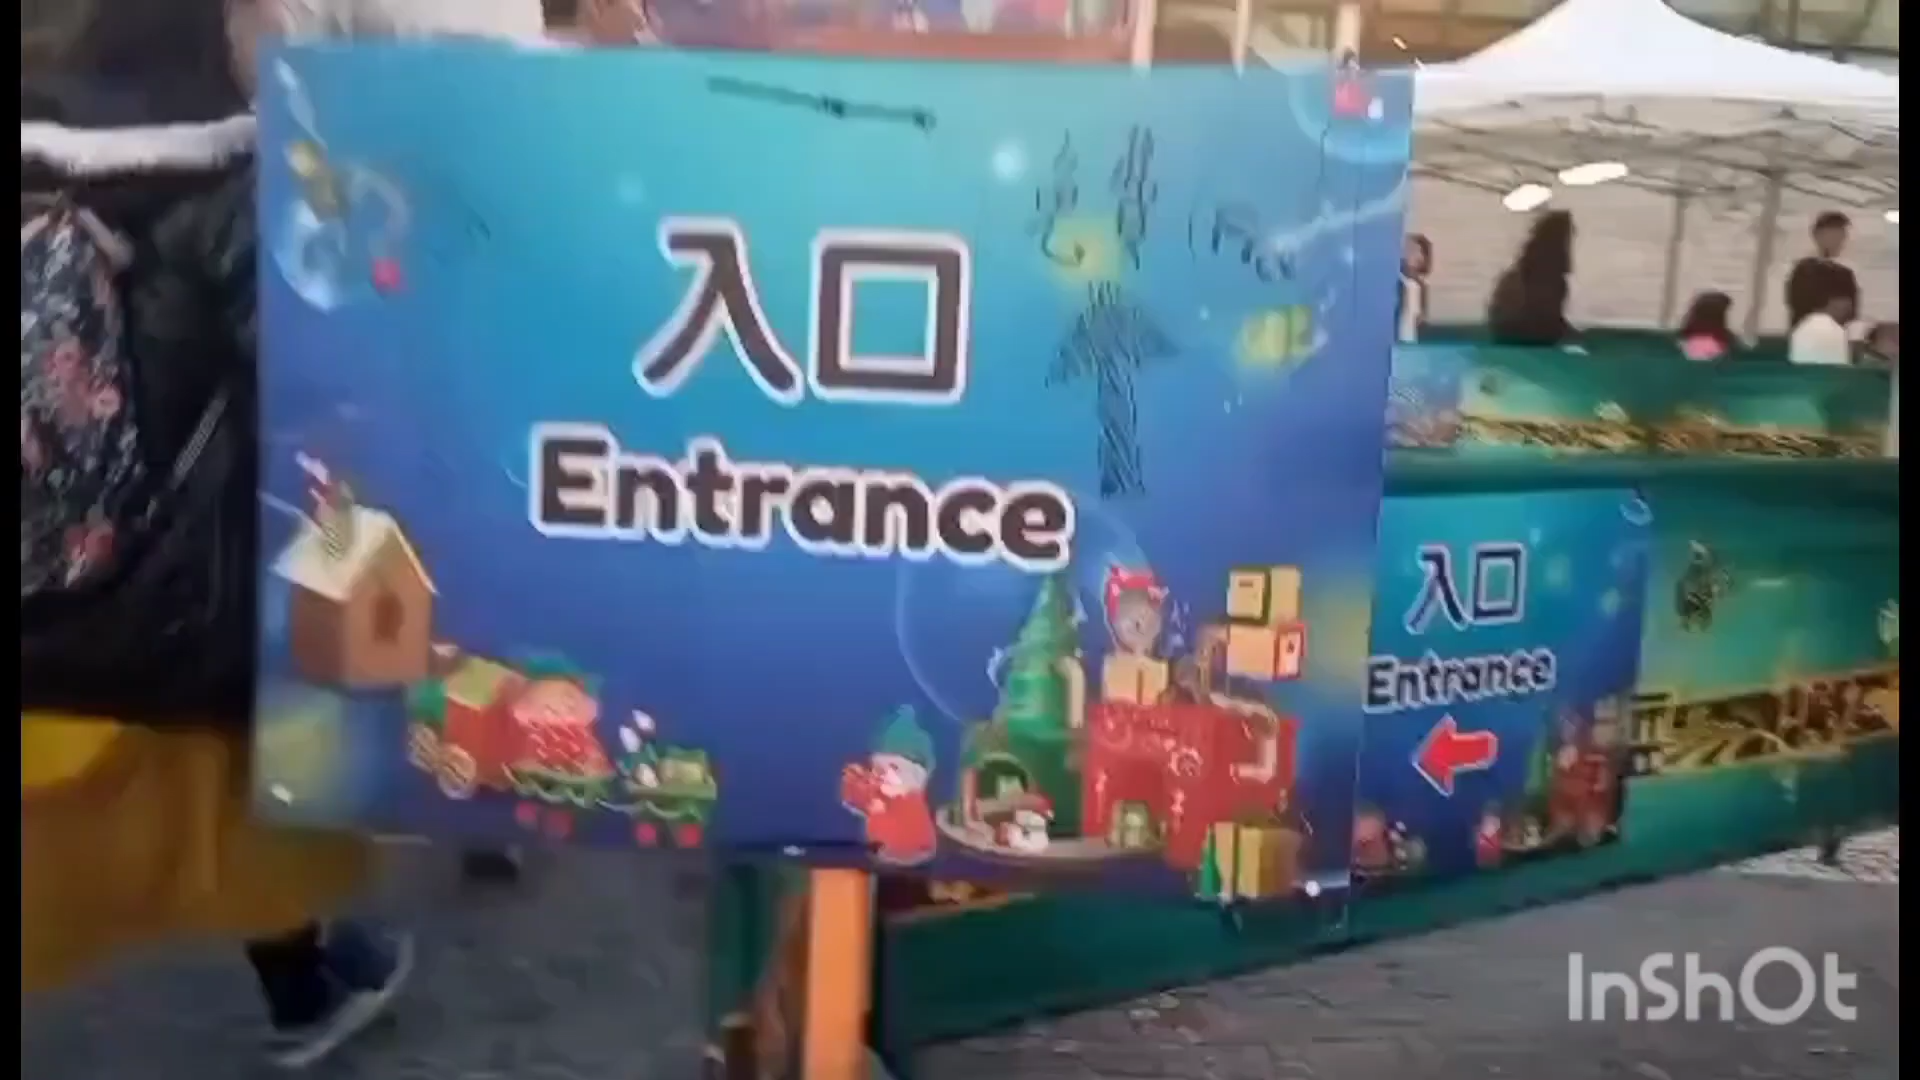 入口
Entrance
入口
Entrance
InShOt